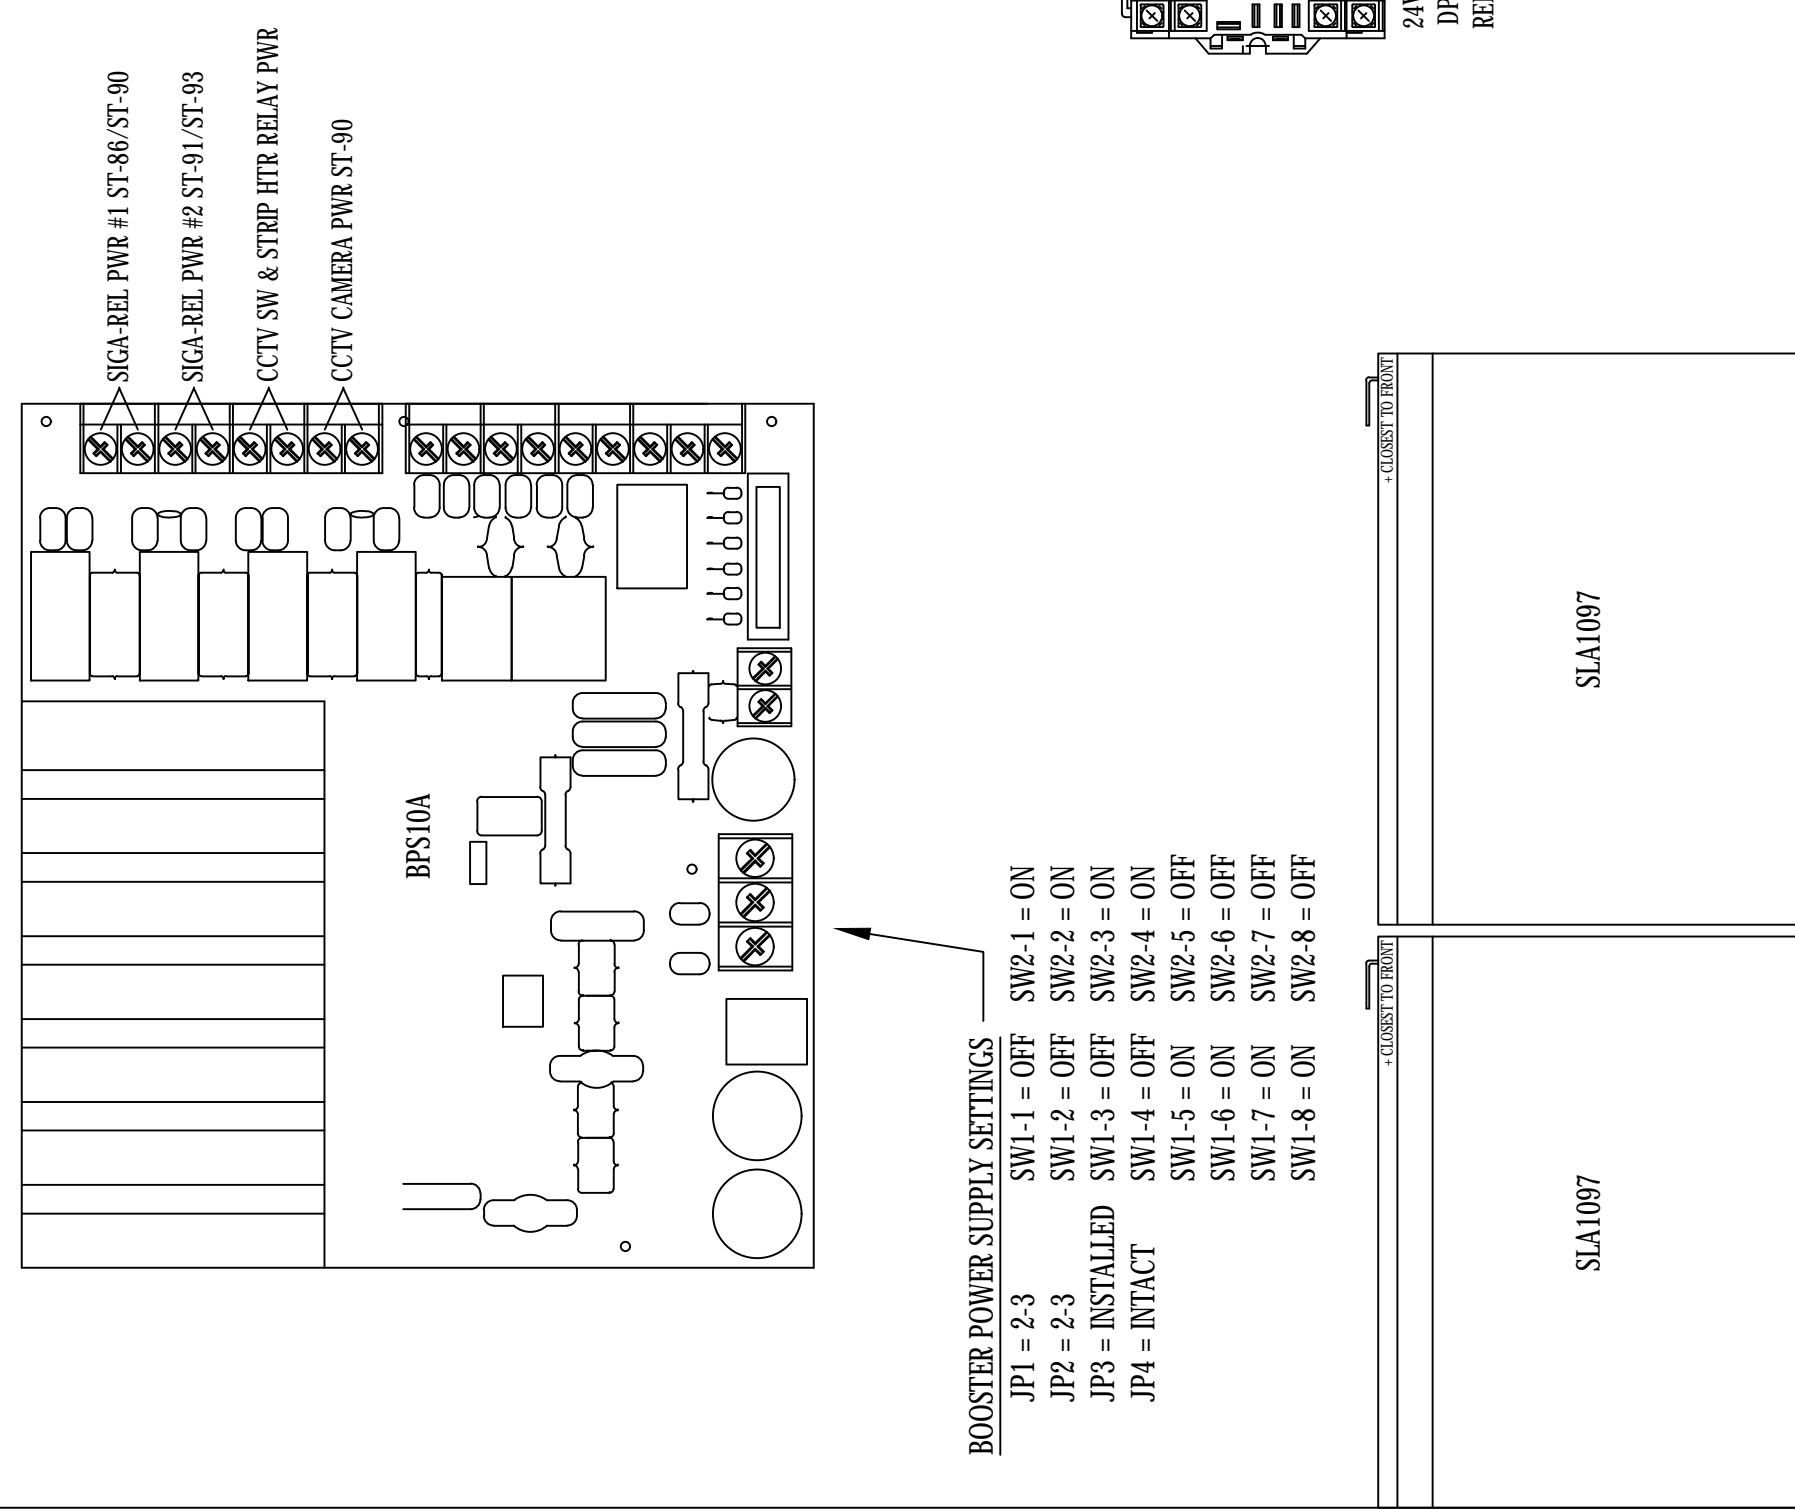 SIGA-REL PWR #1 ST-86/ST-90
SIGA-REL PWR #2 ST-91/ST-93
CCTV SW & STRIP HTR RELAY PWR
CCTV CAMERA PWR ST-90
BPS10A
BOOSTER POWER SUPPLY SETTINGS
JP1 = 2-3 SW1-1 = OFF SW2-1 = ON
JP2 = 2-3 SW1-2 = OFF SW2-2 = ON
JP3 = INSTALLED SW1-3 = OFF SW2-3 = ON
JP4 = INTACT SW1-4 = OFF SW2-4 = ON
SW1-5 = ON SW2-5 = OFF
SW1-6 = ON SW2-6 = OFF
SW1-7 = ON SW2-7 = OFF
SW1-8 = ON SW2-8 = OFF
+ CLOSEST TO FRONT
SLA1097
+ CLOSEST TO FRONT
SLA1097